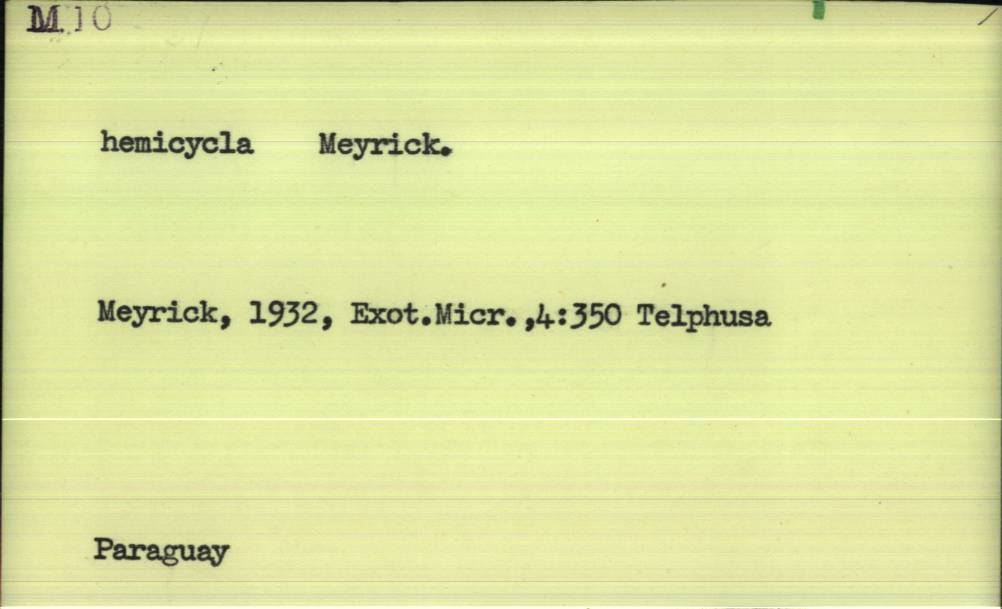 M 10
hemicycla Meyrick.
Meyrick, 1932, Exot.Micr.,4:350 Telphusa
Paraguay